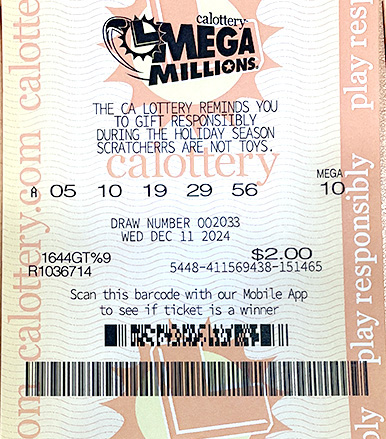 calottery
MEGA
MILLIONS.
THE CA LOTTERY REMINDS YOU
TO GIFT RESPONSIBLY
DURING THE HOLIDAY SEASON
SCRATCHERRS ARE NOT TOYS.
calottery
MEGA
A 05 10 19 29 56 10
DRAW NUMBER 002033
WED DEC 11 2024
1644GT%9 $2.00
R1036714 5448-411569438-151465
Scan this barcode with our Mobile App
to see if ticket is a winner
om calottery.com calottery
play responsibly play resp